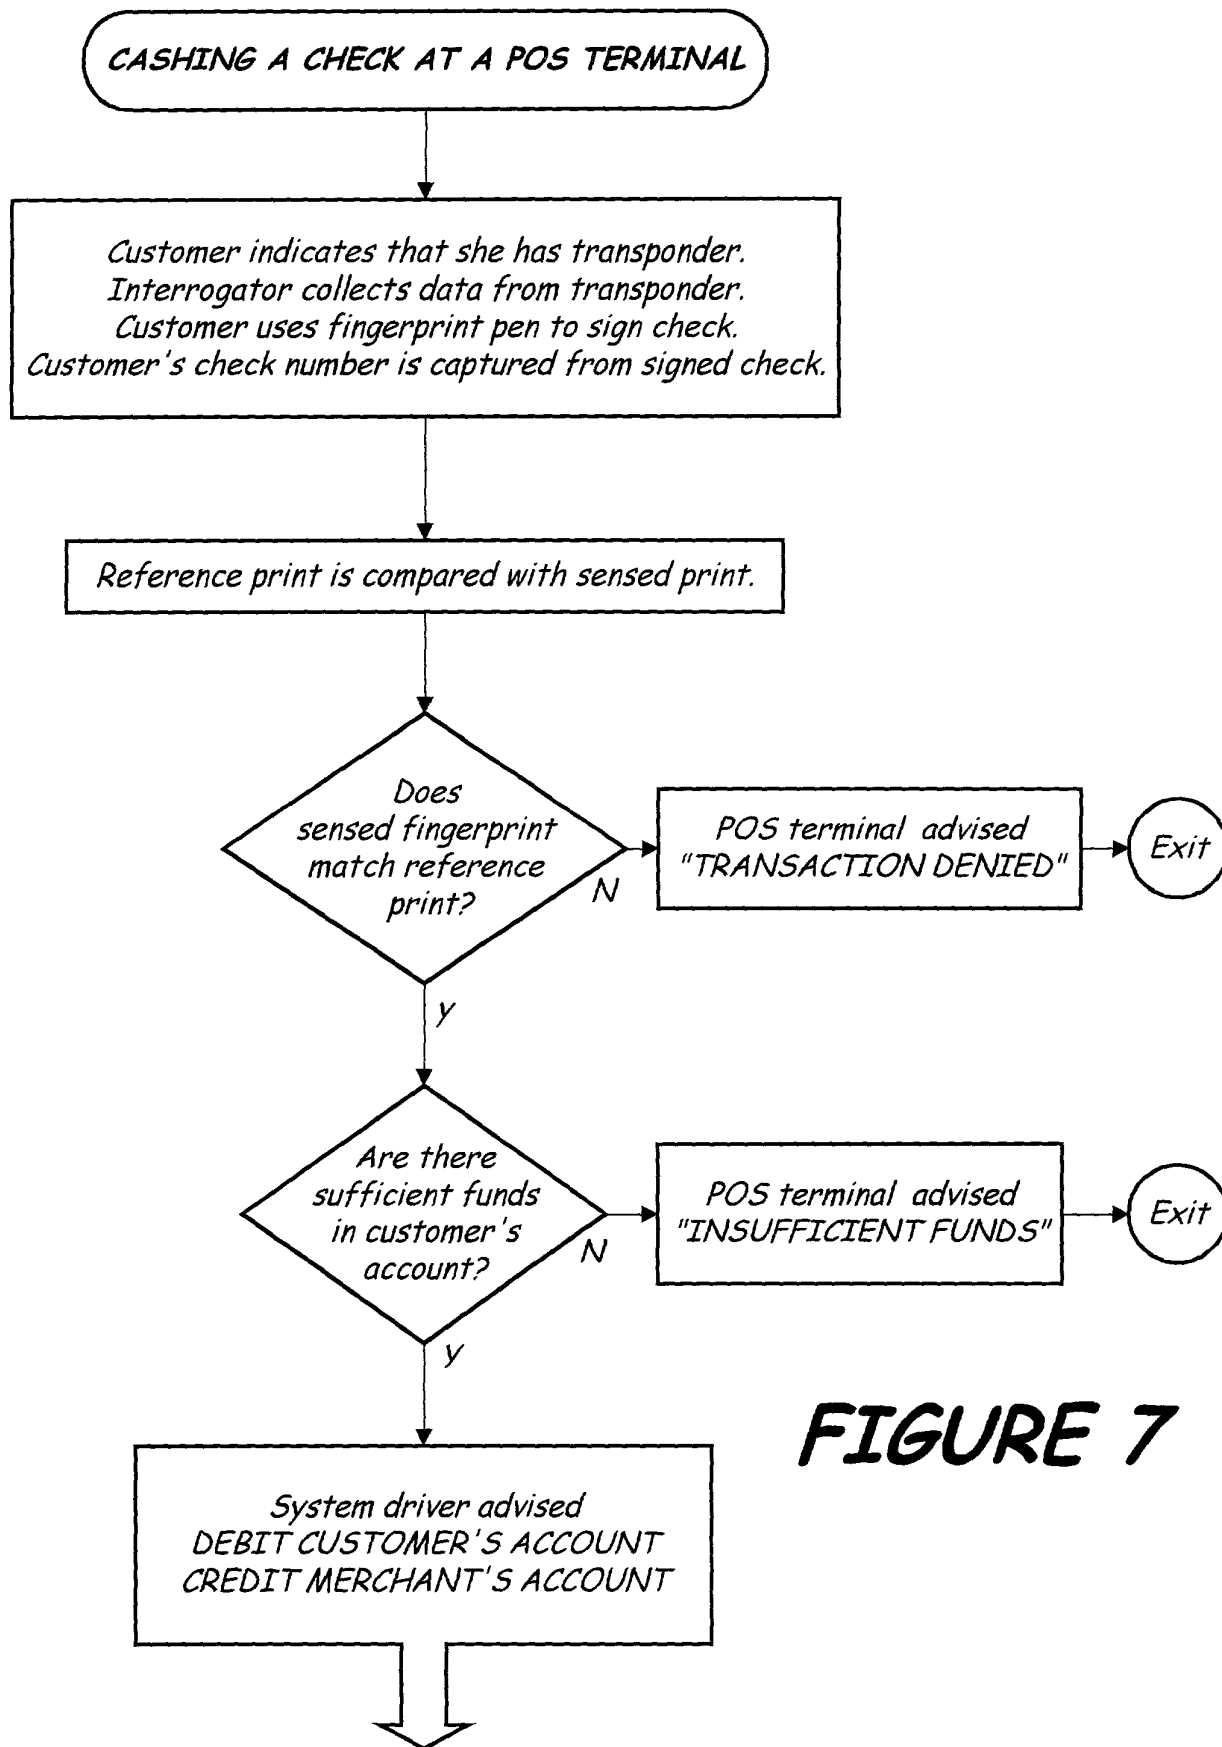 CASHING A CHECK AT A POS TERMINAL
Customer indicates that she has transponder.
Interrogator collects data from transponder.
Customer uses fingerprint pen to sign check.
Customer's check number is captured from signed check.
Reference print is compared with sensed print.
Does
sensed fingerprint
match reference
print?
N
POS terminal advised
"TRANSACTION DENIED"
Exit
y
Are there
sufficient funds
in customer's
account?
N
POS terminal advised
"INSUFFICIENT FUNDS"
Exit
y
System driver advised
DEBIT CUSTOMER'S ACCOUNT
CREDIT MERCHANT'S ACCOUNT
FIGURE 7